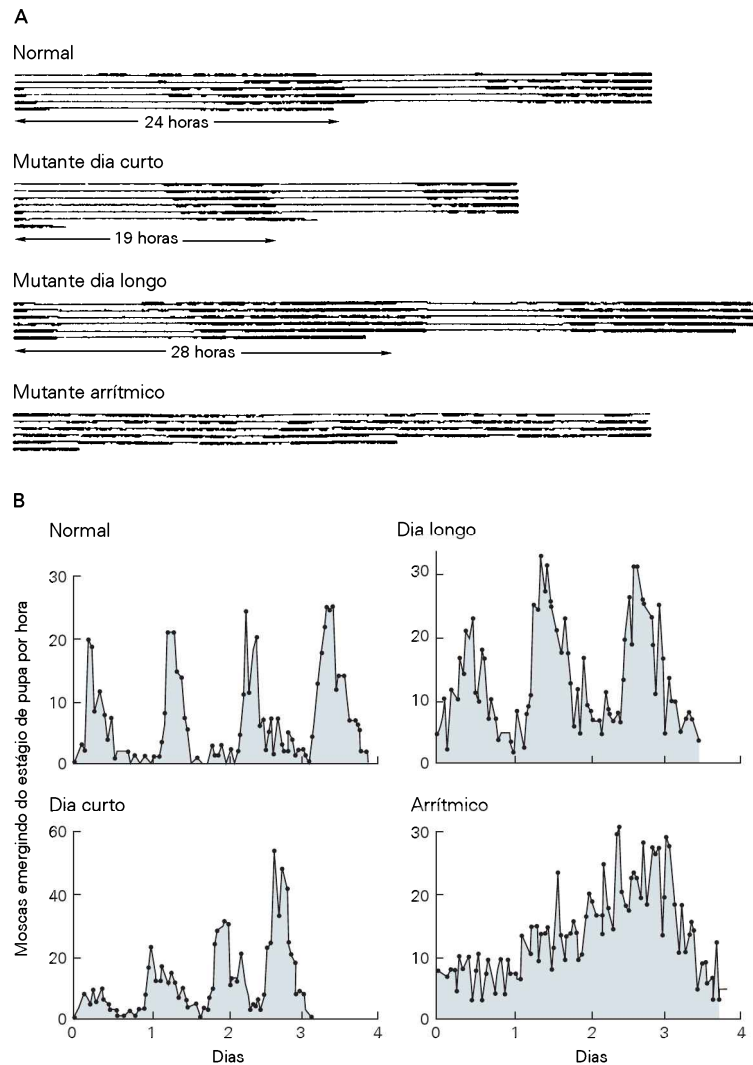 A
Normal
24 horas
Mutante dia curto
19 horas
Mutante dia longo
28 horas
Mutante arrítmico
B
Moscas emergindo do estágio de pupa por hora
Normal
30
20
10
0
Dia longo
30
20
10
0
Dia curto
60
40
20
0
0 1 2 3 4
Dias
Arrítmico
30
20
10
0
0 1 2 3 4
Dias